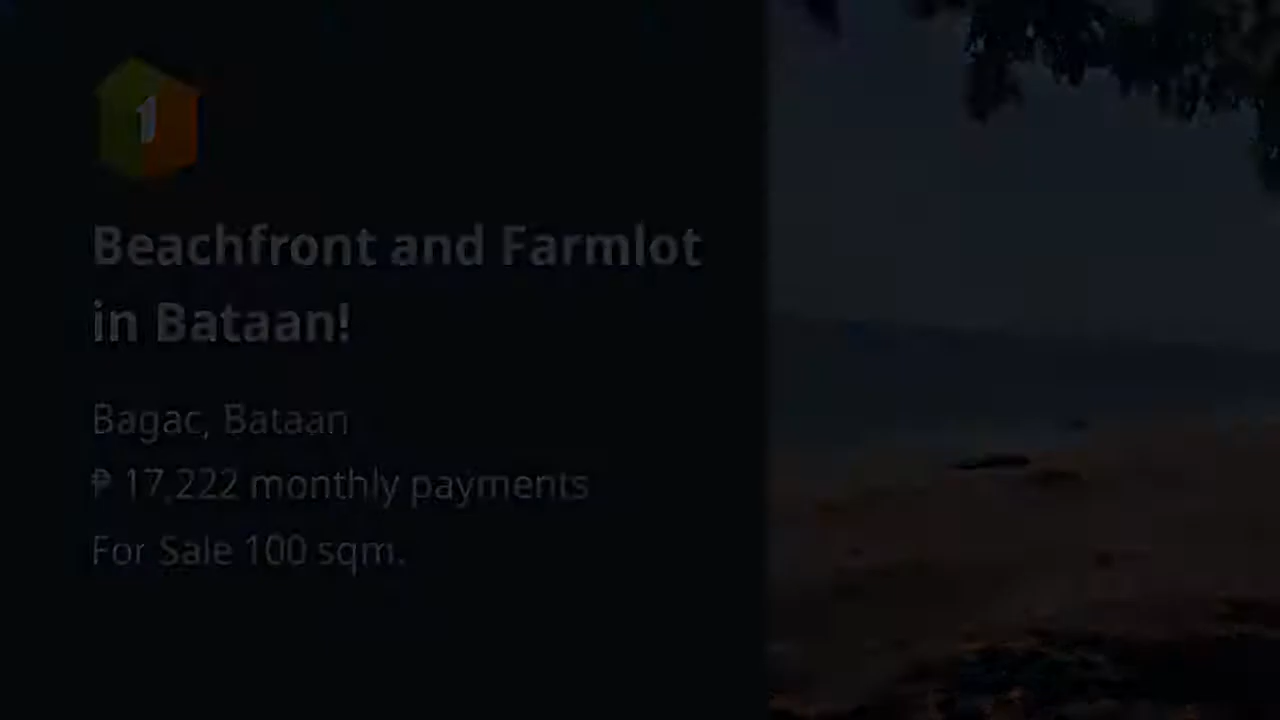 1
Beachfront and Farmlot
in Bataan!
Bagac, Bataan
₱ 17,222 monthly payments
For Sale 100 sqm.